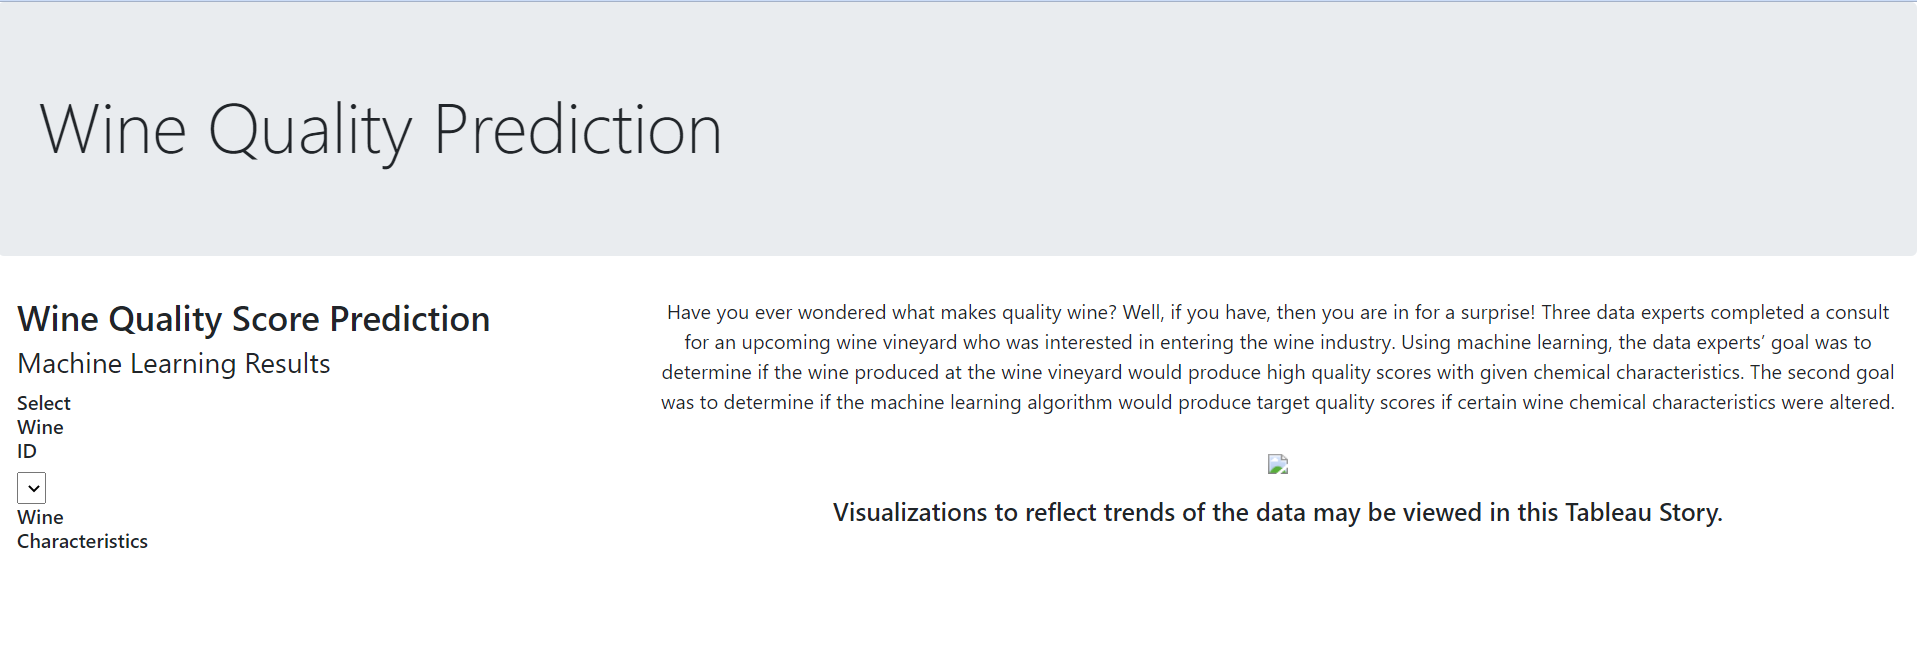 Wine Quality Prediction
Wine Quality Score Prediction
Machine Learning Results
Select
Wine
ID
Wine
Characteristics
Have you ever wondered what makes quality wine? Well, if you have, then you are in for a surprise! Three data experts completed a consult
for an upcoming wine vineyard who was interested in entering the wine industry. Using machine learning, the data experts’ goal was to
determine if the wine produced at the wine vineyard would produce high quality scores with given chemical characteristics. The second goal
was to determine if the machine learning algorithm would produce target quality scores if certain wine chemical characteristics were altered.
Visualizations to reflect trends of the data may be viewed in this Tableau Story.